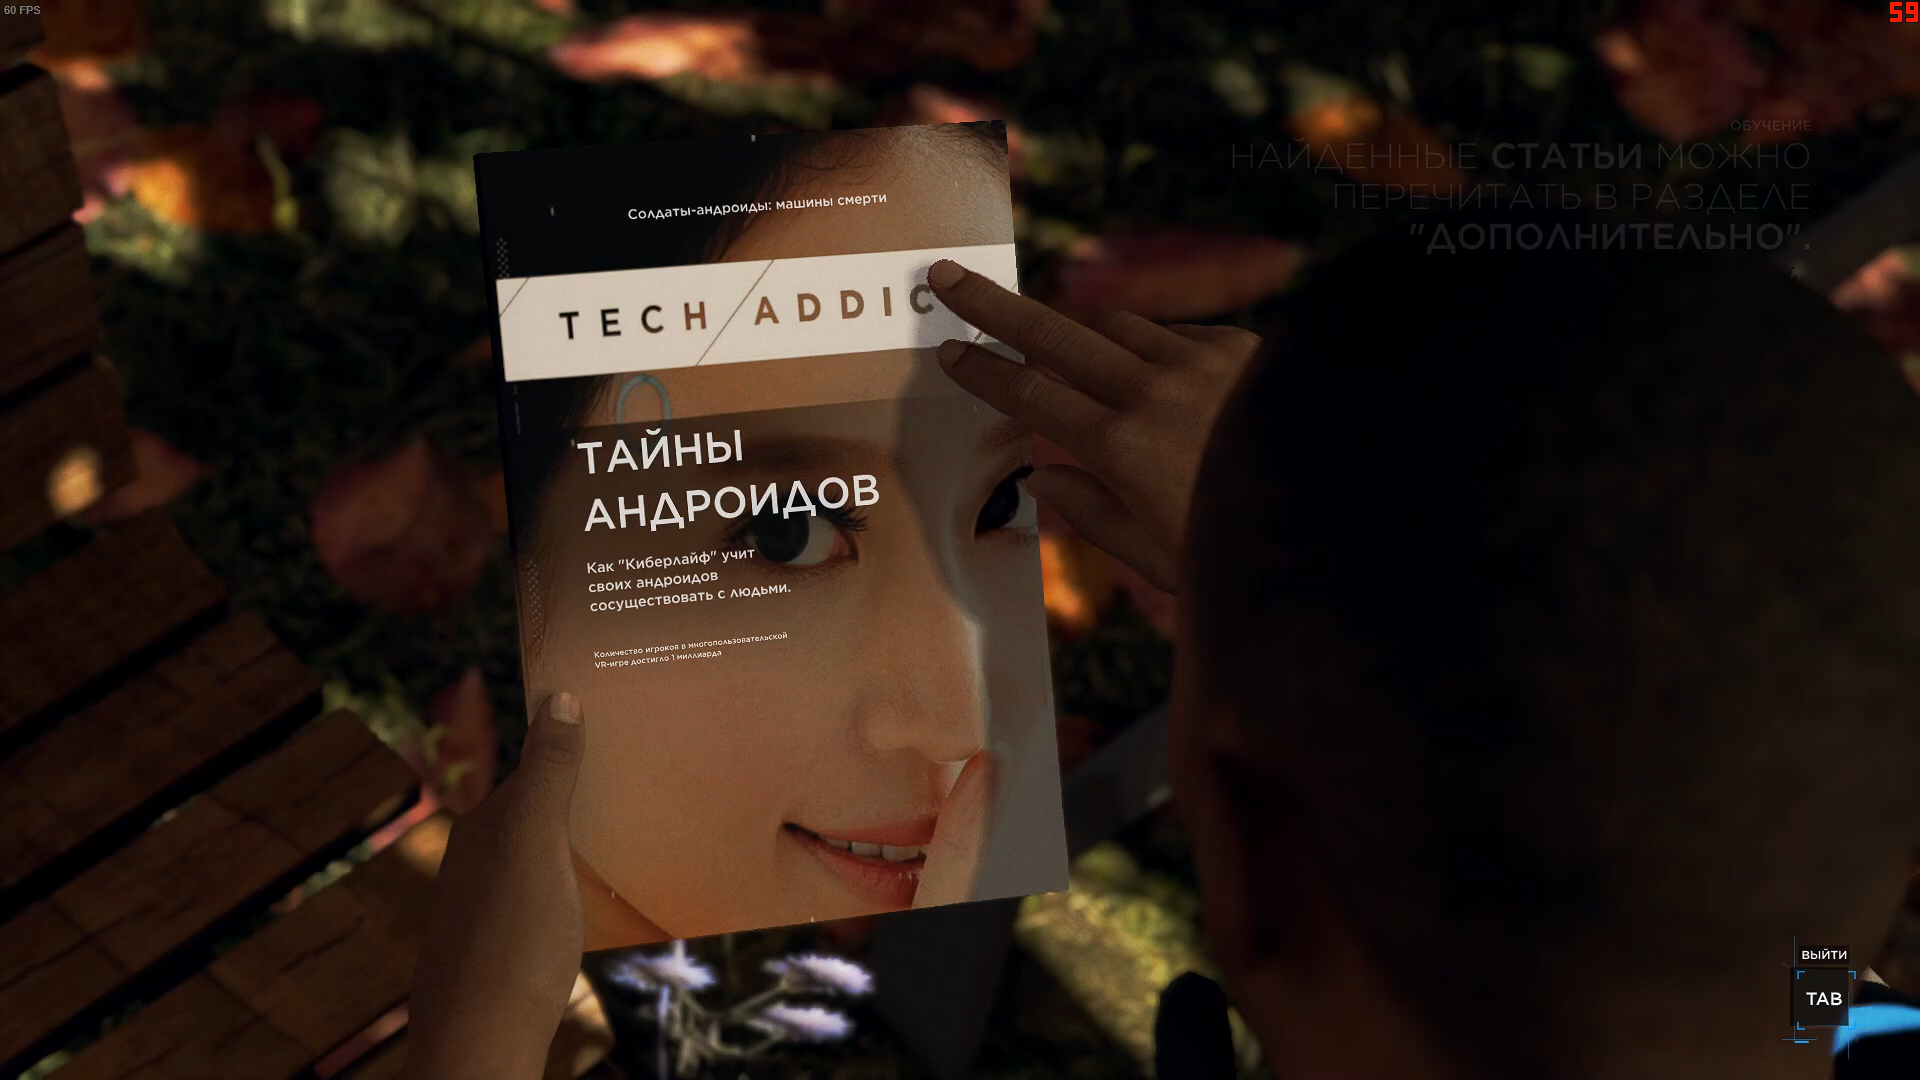 60 FPS
59
ОБУЧЕНИЕ
НАЙДЕННЫЕ СТАТЬИ МОЖНО
ПЕРЕЧИТАТЬ В РАЗДЕЛЕ
"ДОПОЛНИТЕЛЬНО".
Солдаты-андроиды: машины смерти
TECH ADDIC
ТАЙНЫ
АНДРОИДОВ
Как "Киберлайф" учит
своих андроидов
сосуществовать с людьми.
Количество игроков в многопользовательской
VR-игре достигло 1 миллиарда
ВЫЙТИ
TAB